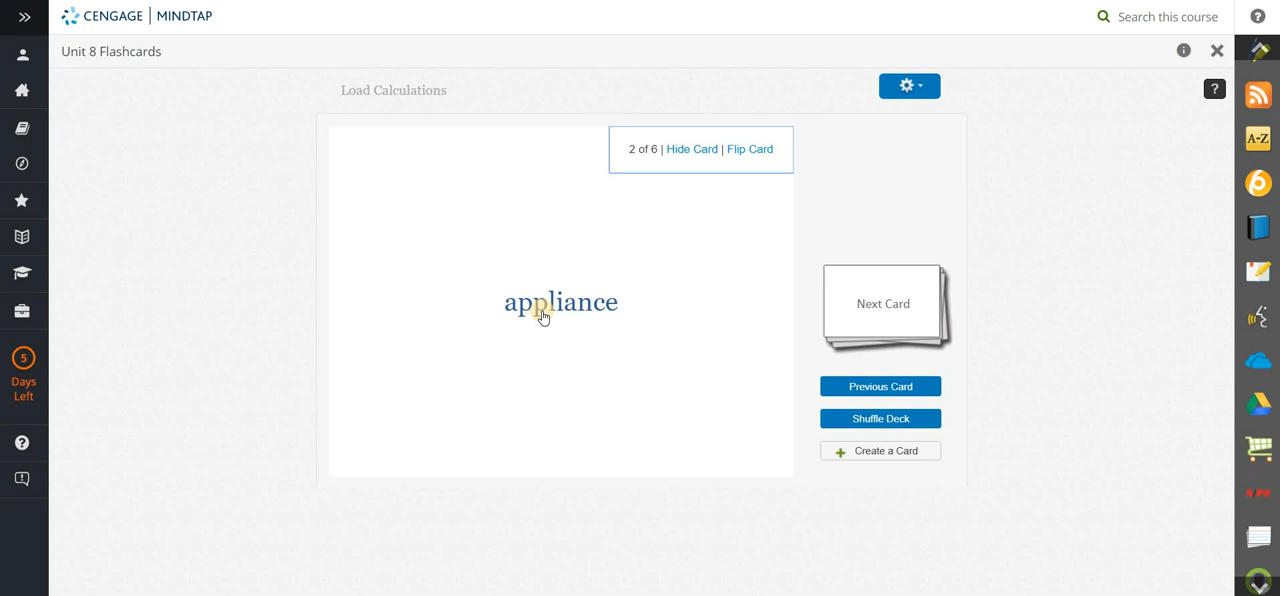 CENGAGE | MINDTAP
Search this course
Unit 8 Flashcards
Load Calculations
?
2 of 6 | Hide Card | Flip Card
appliance
Next Card
Previous Card
Shuffle Deck
Create a Card
5
Days
Left
A-Z